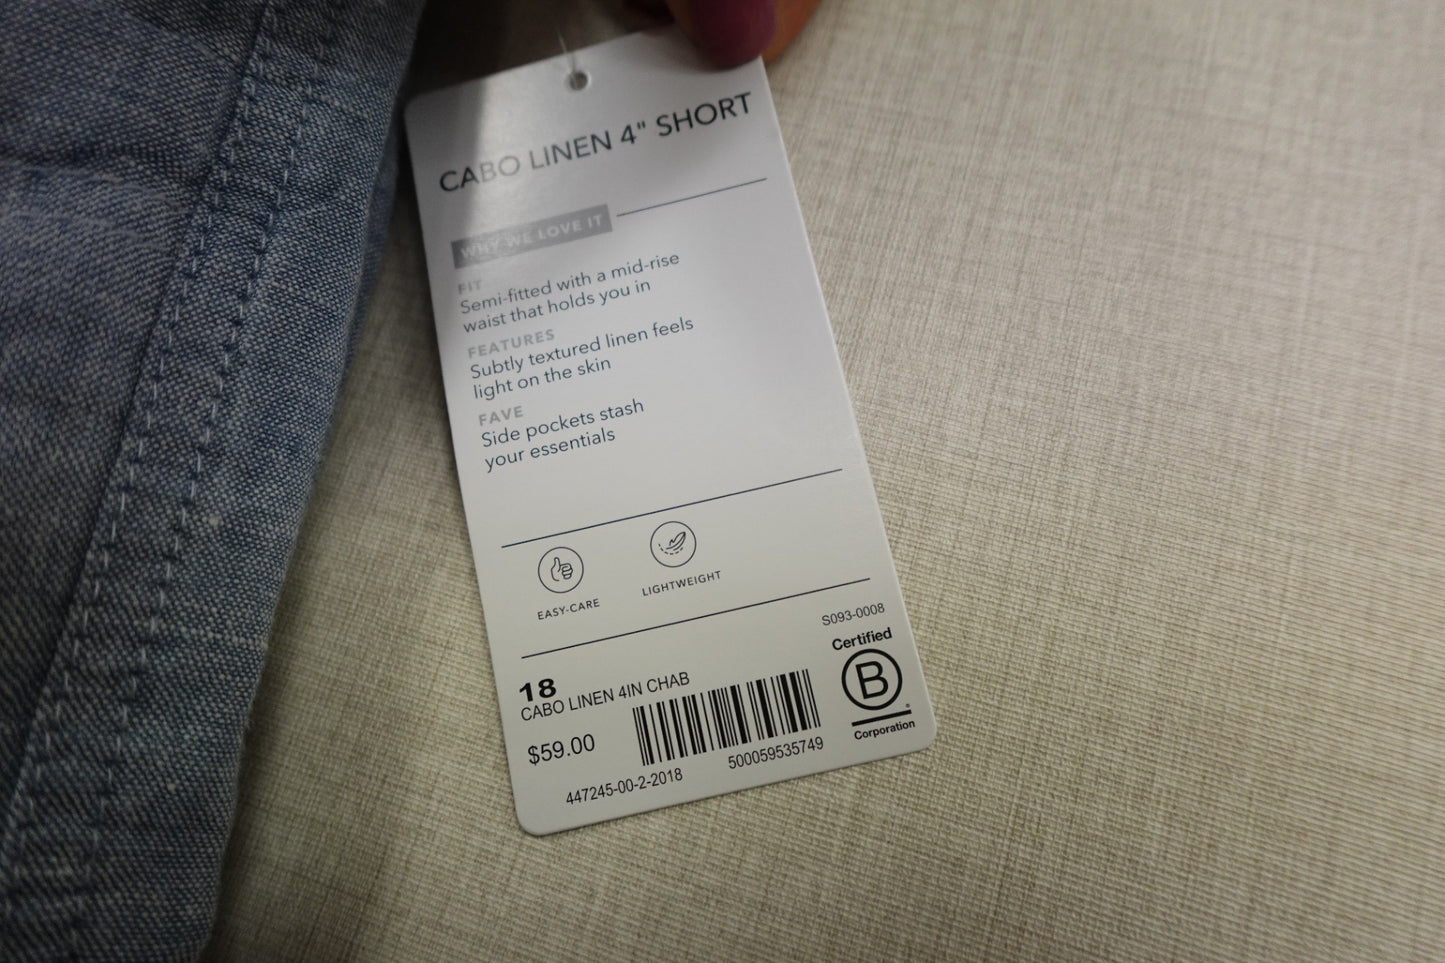 CABO LINEN 4" SHORT
WHY WE LOVE IT
FIT
Semi-fitted with a mid-rise
waist that holds you in
FEATURES
Subtly textured linen feels
light on the skin
FAVE
Side pockets stash
your essentials
EASY-CARE
LIGHTWEIGHT
S093-0008
Certified
B
Corporation
18
CABO LINEN 4IN CHAB
$59.00
500059535749
447245-00-2-2018